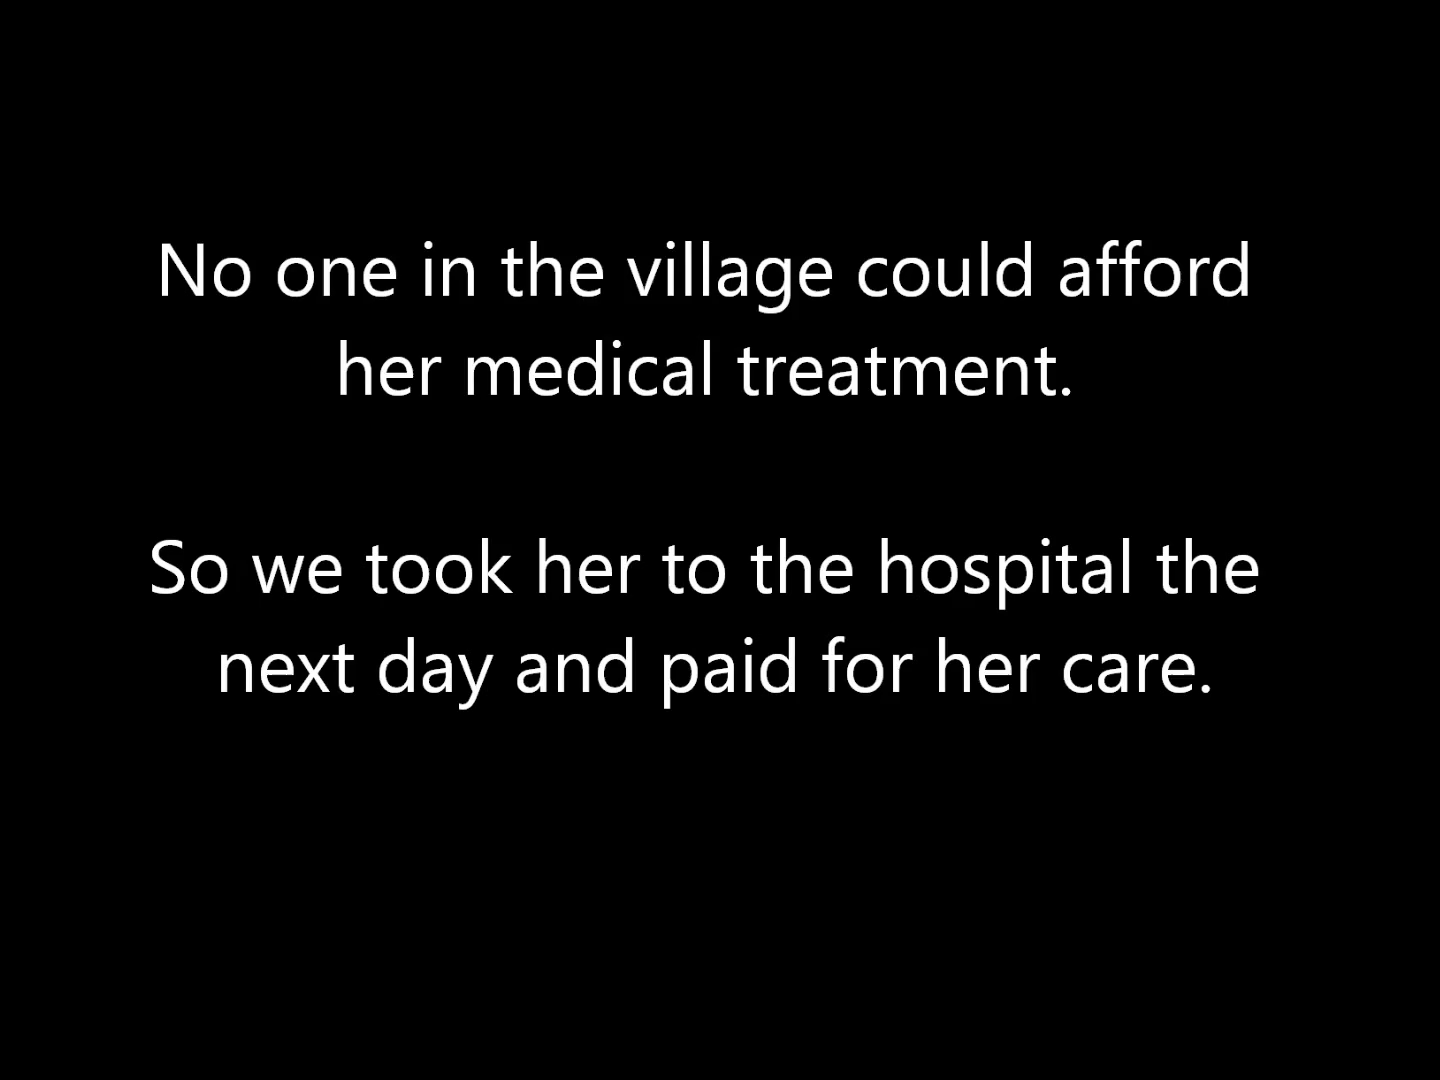 No one in the village could afford
her medical treatment.
So we took her to the hospital the
next day and paid for her care.